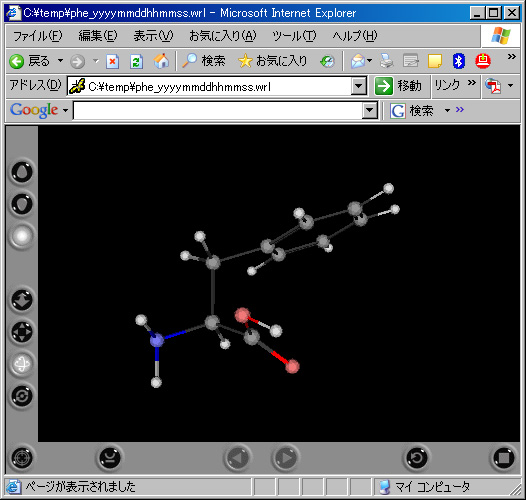 C:¥temp¥phe_yyyymmddhhmmss.wrl - Microsoft Internet Explorer
ファイル(F) 編集(E) 表示(V) お気に入り(A) ツール(T) ヘルプ(H)
戻る 検索 お気に入り
アドレス(D) C:¥temp¥phe_yyyymmddhhmmss.wrl 移動 リンク »
Google G 検索 »
ページが表示されました マイ コンピュータ